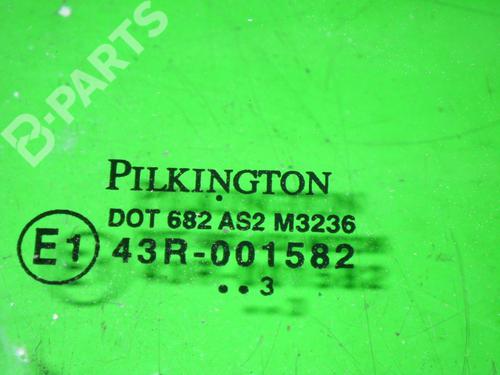 B-PARTS
PILKINGTON
DOT 682 AS2 M3236
E1 43R-001582
•• 3